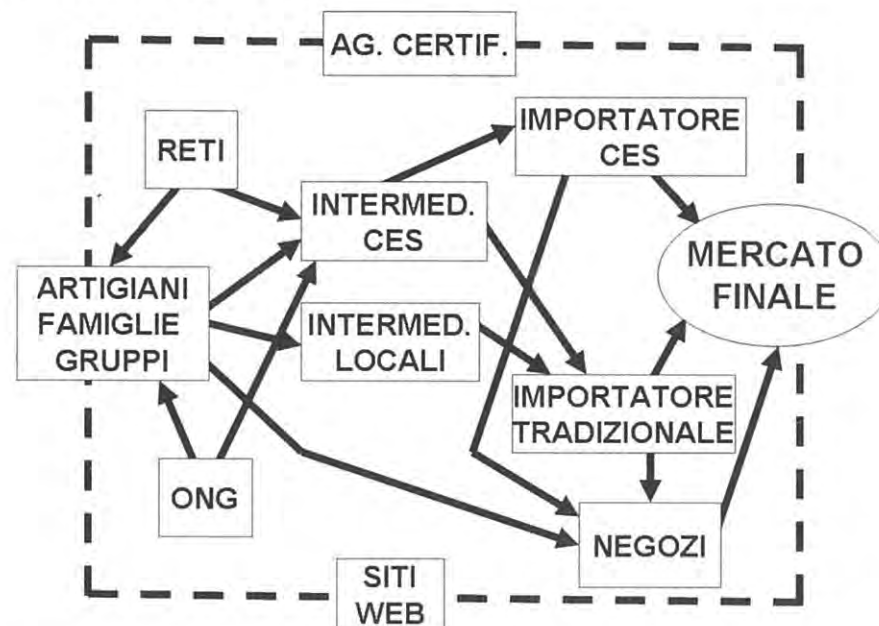 AG. CERTIF.
RETI
IMPORTATORE
CES
INTERMED.
CES
MERCATO
FINALE
ARTIGIANI
FAMIGLIE
GRUPPI
INTERMED.
LOCALI
IMPORTATORE
TRADIZIONALE
ONG
NEGOZI
SITI
WEB